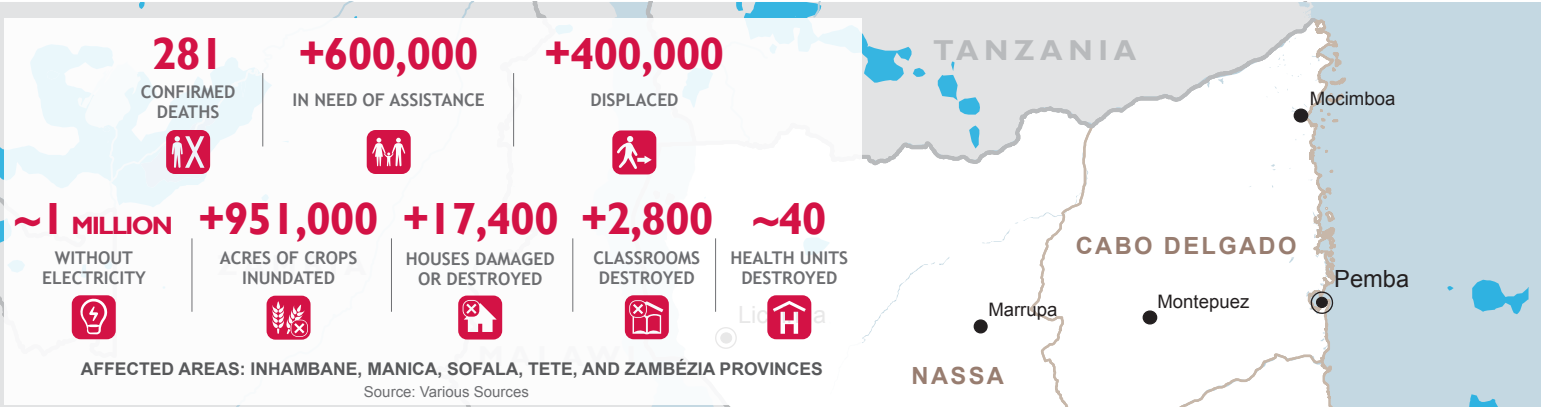 281
CONFIRMED
DEATHS
+600,000
IN NEED OF ASSISTANCE
+400,000
DISPLACED
~1 MILLION
WITHOUT
ELECTRICITY
+951,000
ACRES OF CROPS
INUNDATED
+17,400
HOUSES DAMAGED
OR DESTROYED
+2,800
CLASSROOMS
DESTROYED
~40
HEALTH UNITS
DESTROYED
H
AFFECTED AREAS: INHAMBANE, MANICA, SOFALA, TETE, AND ZAMBÉZIA PROVINCES
Source: Various Sources
MALAWI
TANZANIA
Mocimboa
CABO DELGADO
Pemba
Montepuez
Marrupa
NASSA